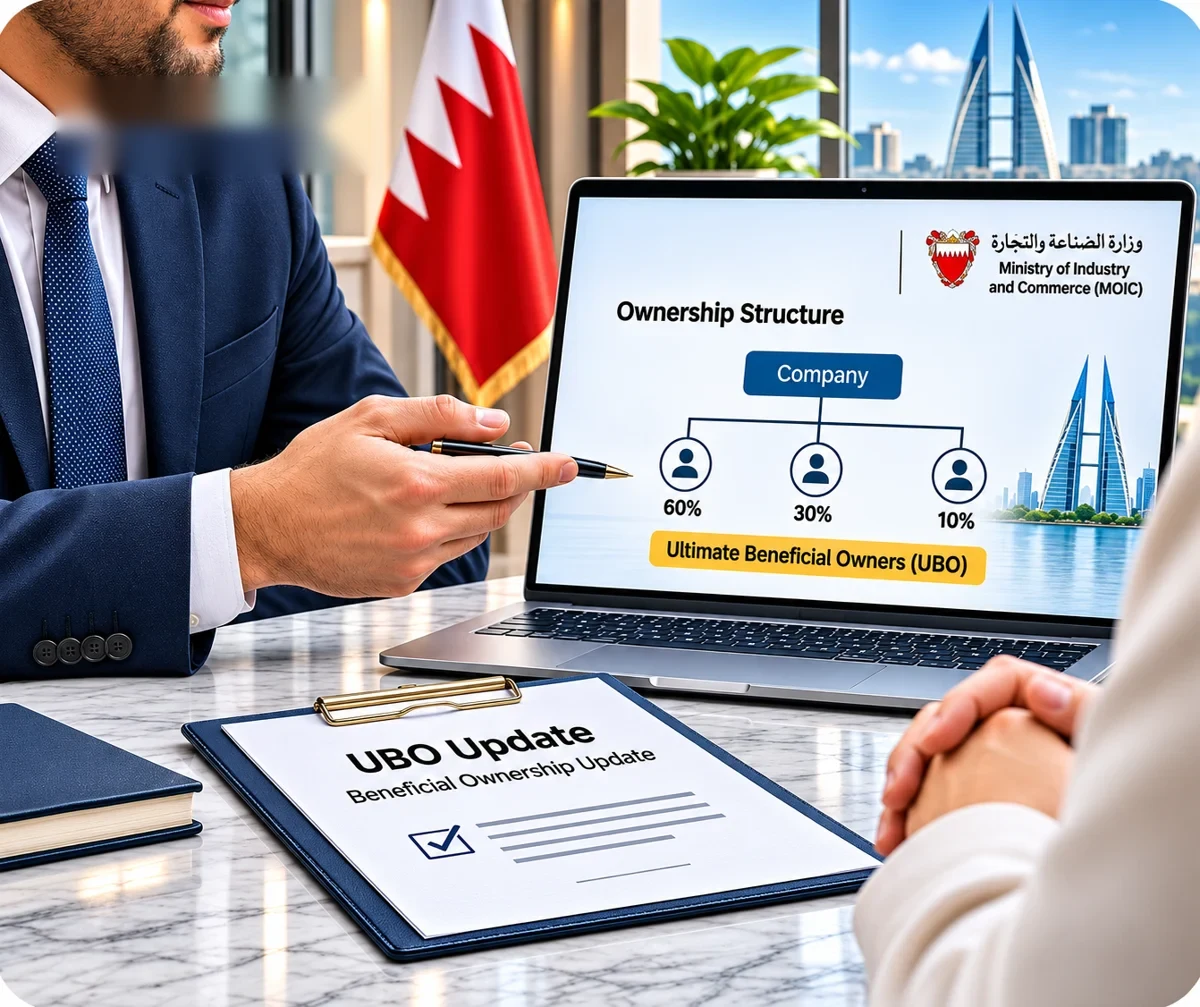 وزارة الصناعة والتجارة
Ministry of Industry
and Commerce (MOIC)
Ownership Structure
Company
60%
30%
10%
Ultimate Beneficial Owners (UBO)
UBO Update
Beneficial Ownership Update